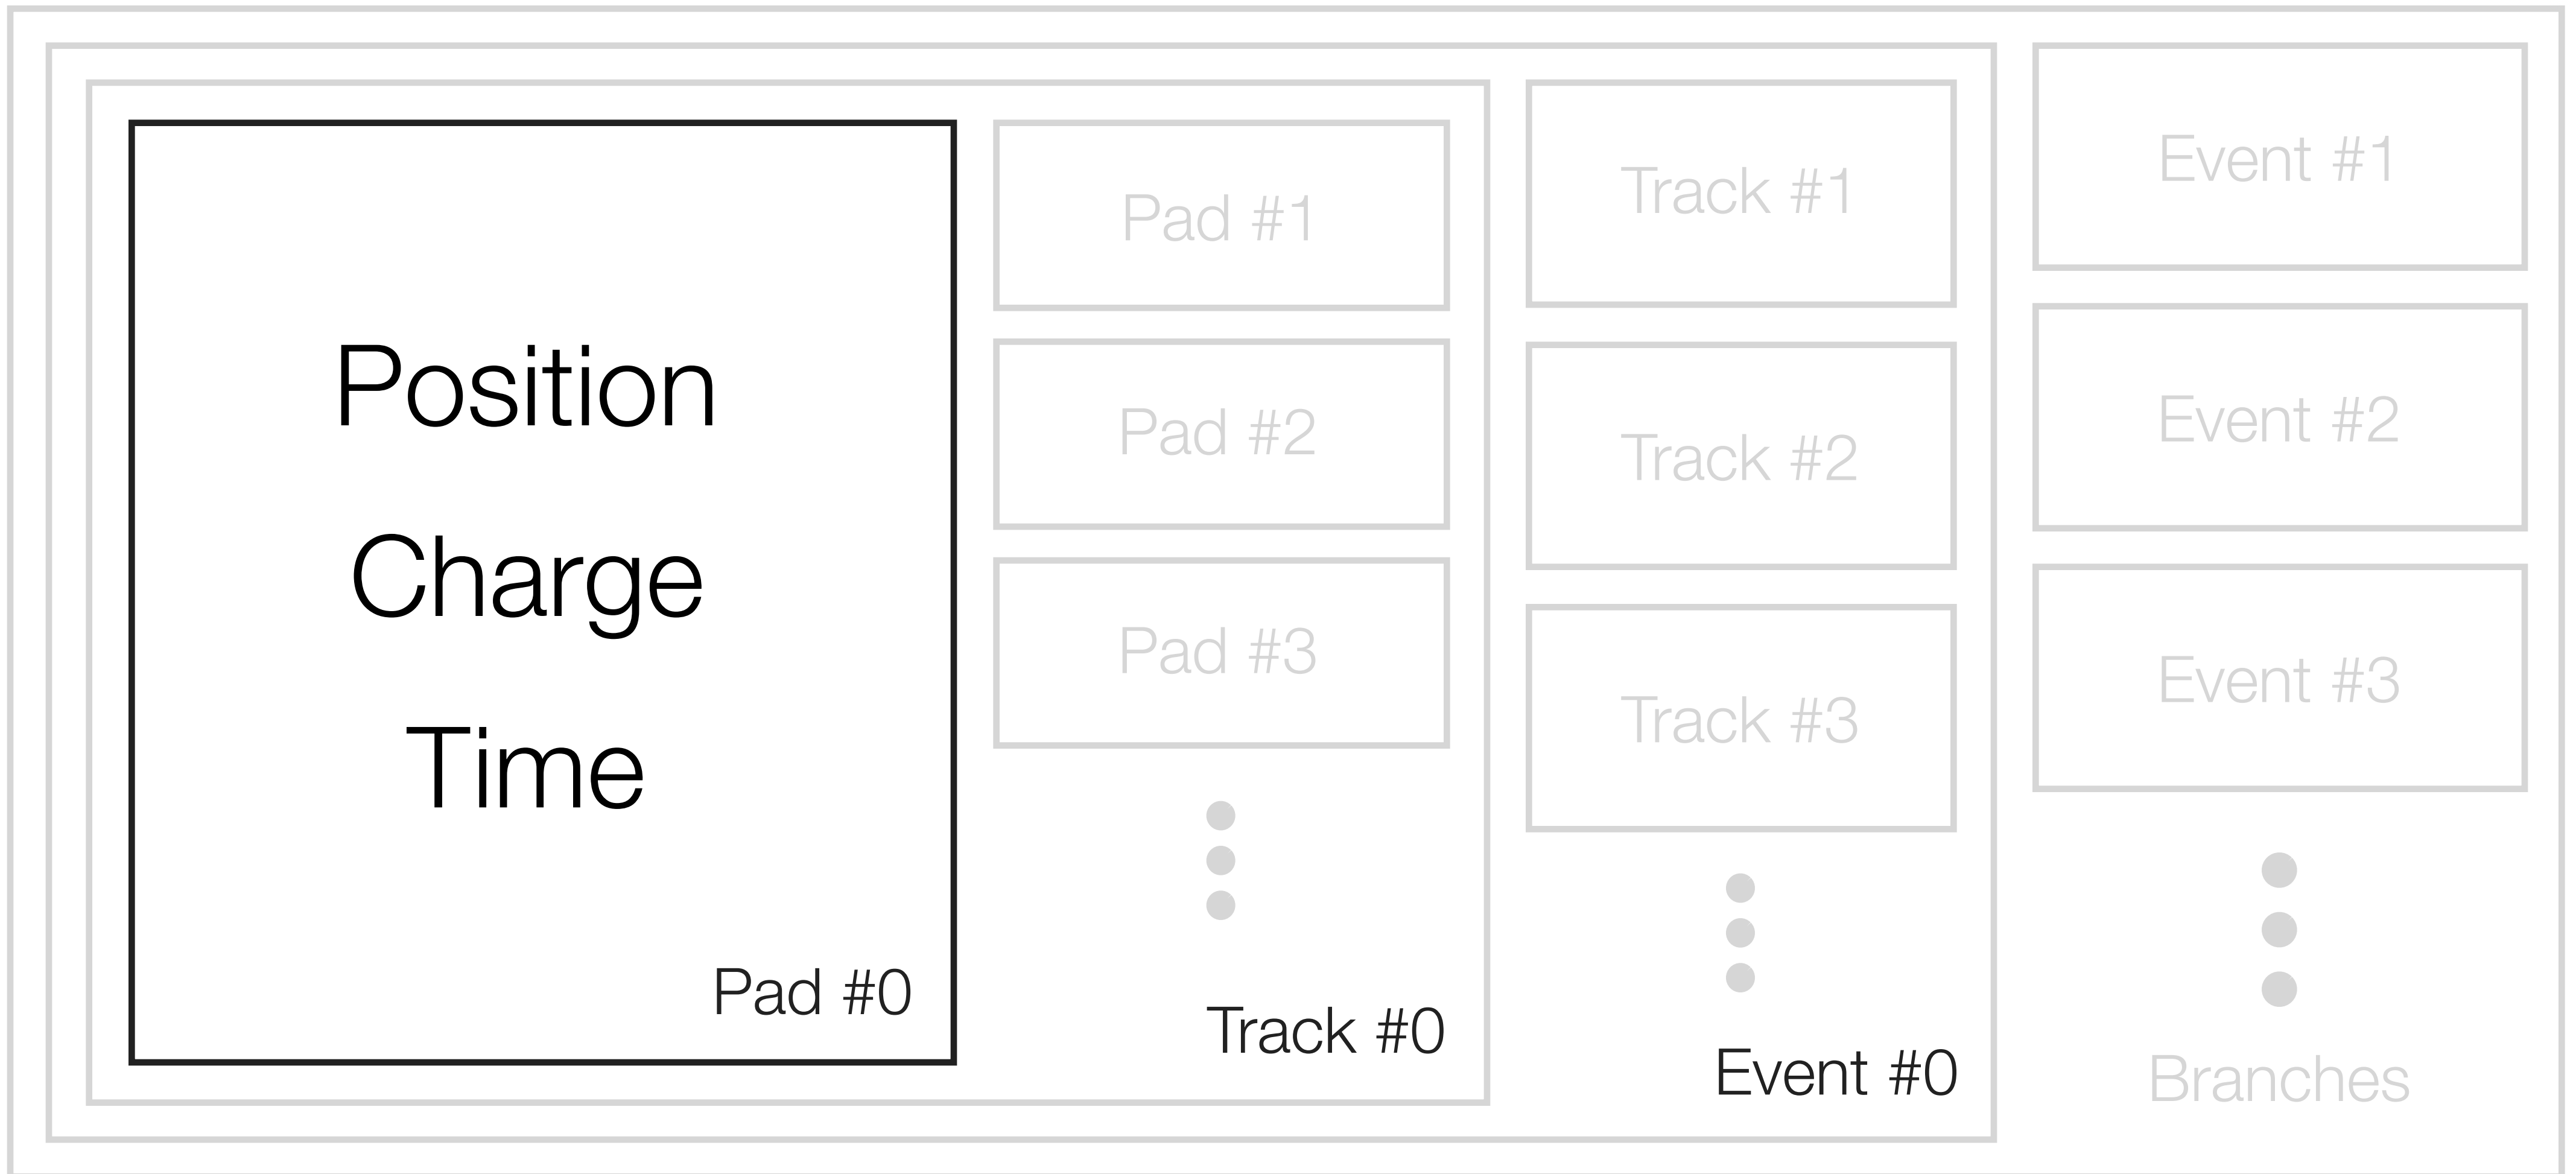 Position
Charge
Time
Pad #0
Pad #1
Pad #2
Pad #3
Track #0
Track #1
Track #2
Track #3
Event #0
Event #1
Event #2
Event #3
Branches